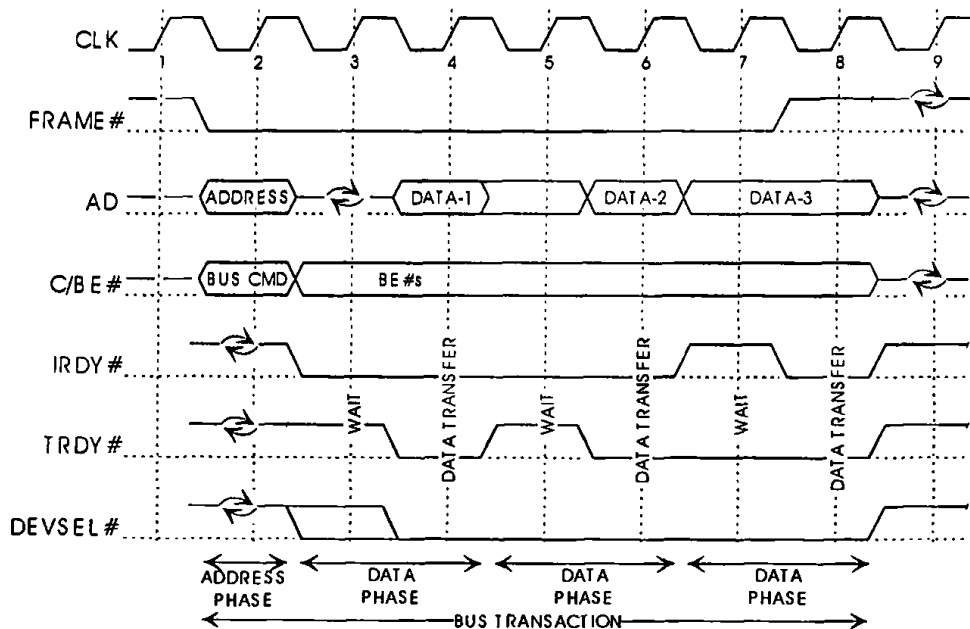 CLK
1 2 3 4 5 6 7 8 9
FRAME#
AD
ADDRESS
DATA-1
DATA-2
DATA-3
C/BE#
BUS CMD
BE#s
IRDY#
TRDY#
WAIT
DATA TRANSFER
WAIT
DATA TRANSFER
WAIT
DATA TRANSFER
DEVSEL#
ADDRESS
PHASE
DATA
PHASE
DATA
PHASE
DATA
PHASE
BUS TRANSACTION